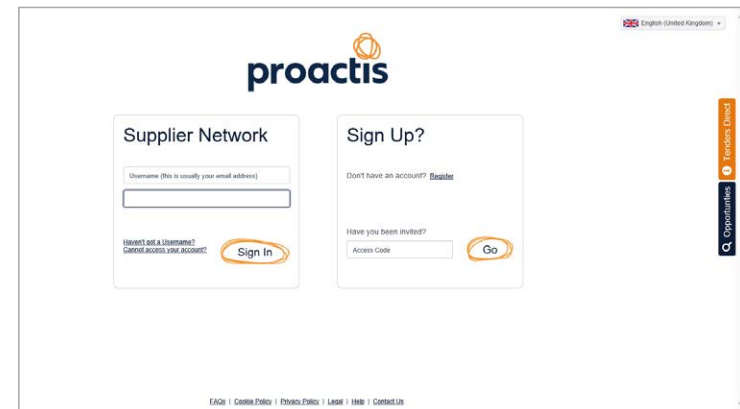 English (United Kingdom)
proactis
Supplier Network
Username (this is usually your email address)
Haven't got a Username?
Cannot access your account?
Sign In
Sign Up?
Don't have an account? Register
Have you been invited?
Access Code
Go
Tenders Direct
Opportunties
FAQs | Cookie Policy | Privacy Policy | Legal | Help | Contact Us